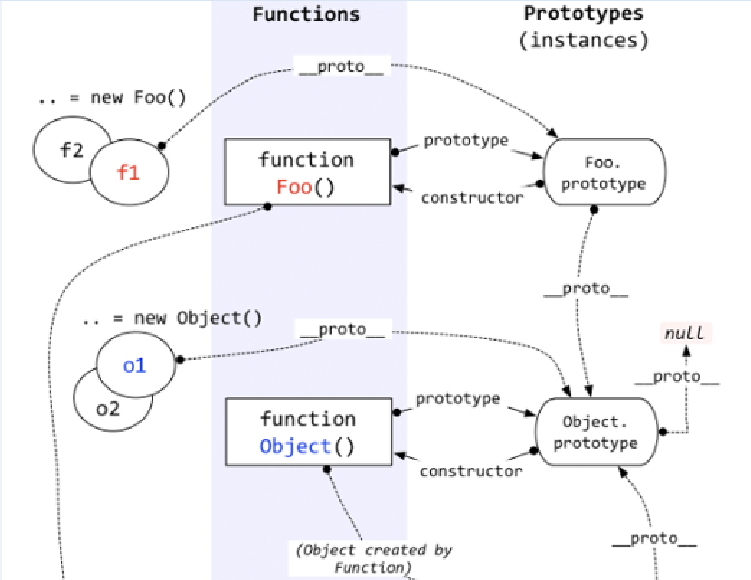 Functions
Prototypes
(instances)
__proto__
.. = new Foo()
f2
f1
function
Foo()
prototype
constructor
Foo.
prototype
__proto__
.. = new Object()
__proto__
null
__proto__
o1
o2
function
Object()
prototype
constructor
Object.
prototype
(Object created by
Function)
__proto__